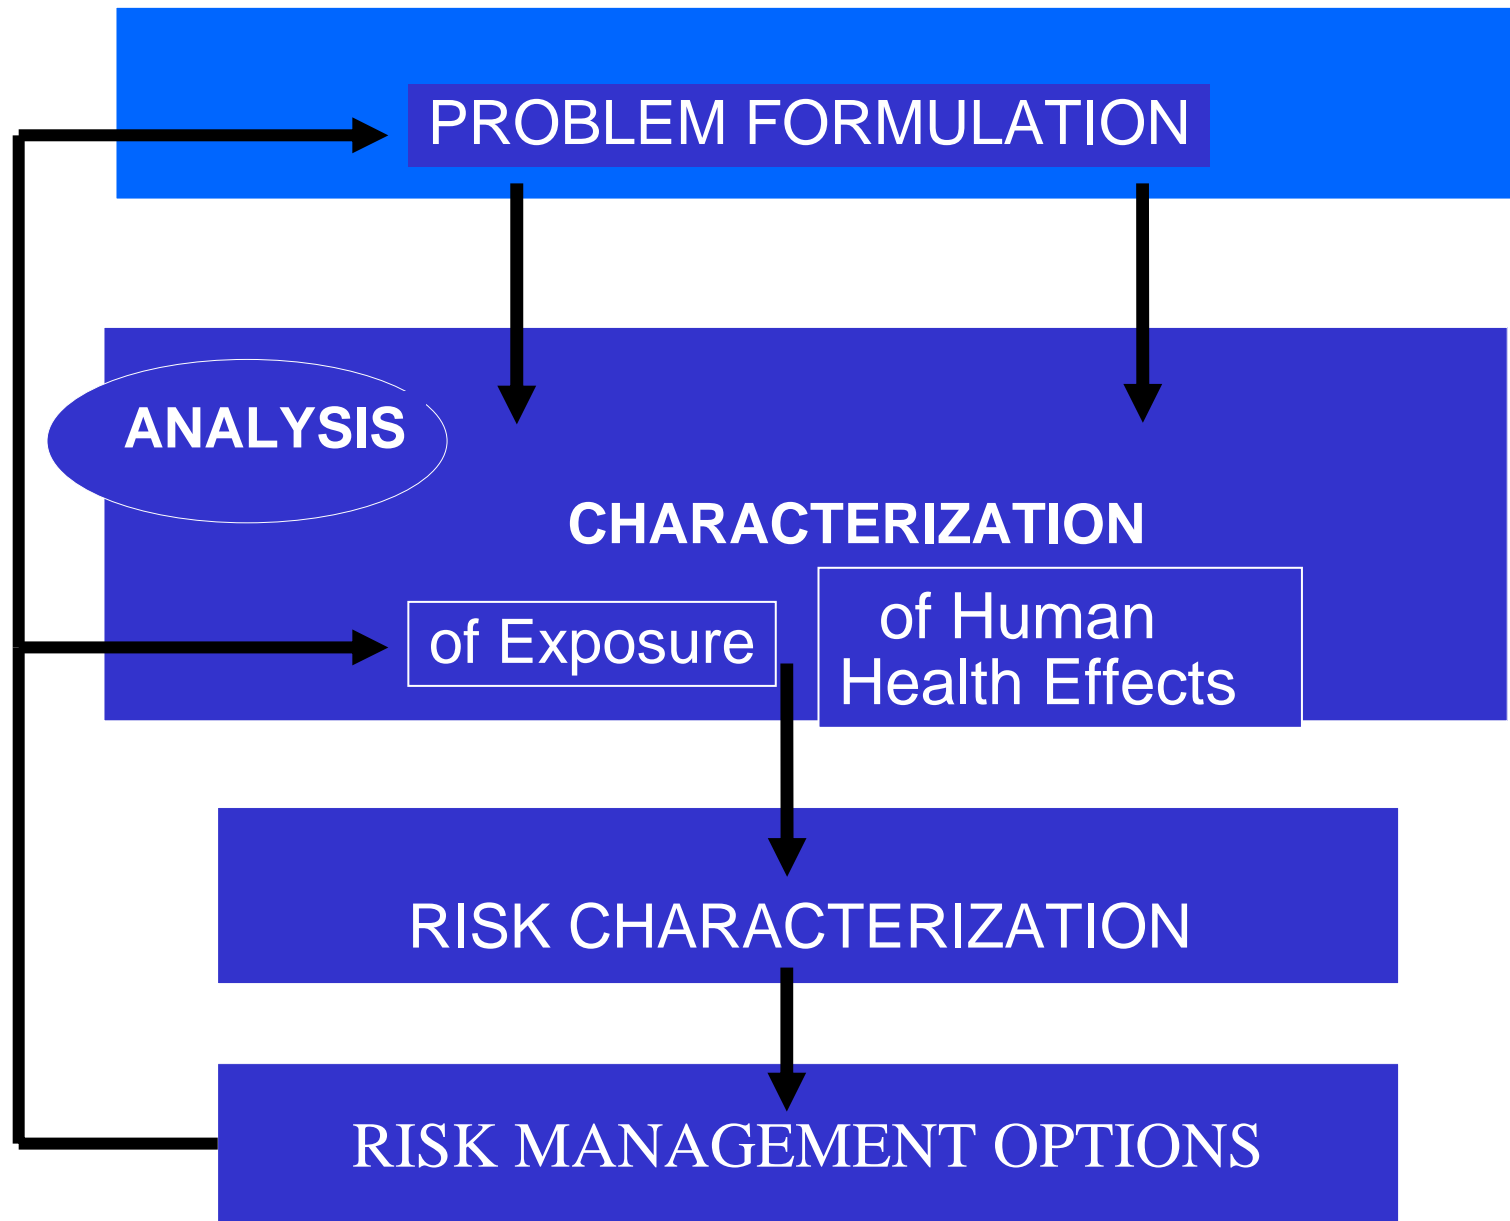 PROBLEM FORMULATION
ANALYSIS
CHARACTERIZATION
of Exposure
of Human
Health Effects
RISK CHARACTERIZATION
RISK MANAGEMENT OPTIONS